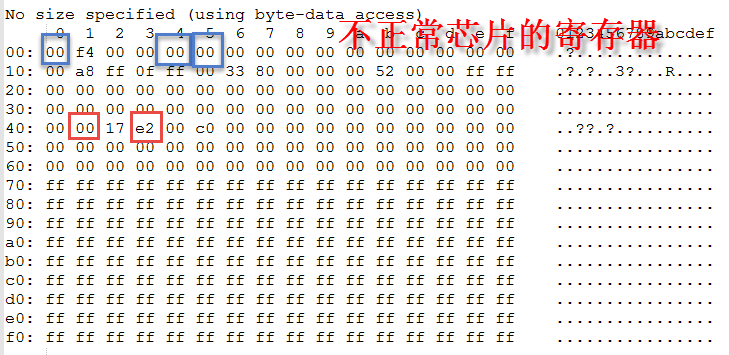 No size specified (using byte-data access)
不正常芯片的寄存器
0 1 2 3 4 5 6 7 8 9 a b c d e f 0123456789abcdef
00: 00 f4 00 00 00 00 00 00 00 00 00 00 00 00 00 00 .?..............
10: 00 a8 ff 0f ff 00 33 80 00 00 00 52 00 00 ff ff .?.?..3?...R....
20: 00 00 00 00 00 00 00 00 00 00 00 00 00 00 00 00 ................
30: 00 00 00 00 00 00 00 00 00 00 00 00 00 00 00 00 ................
40: 00 00 17 e2 00 c0 00 00 00 00 00 00 00 00 00 00 ..??.?..........
50: 00 00 00 00 00 00 00 00 00 00 00 00 00 00 00 00 ................
60: 00 00 00 00 00 00 00 00 00 00 00 00 00 00 00 00 ................
70: ff ff ff ff ff ff ff ff ff ff ff ff ff ff ff ff ................
80: ff ff ff ff ff ff ff ff ff ff ff ff ff ff ff ff ................
90: ff ff ff ff ff ff ff ff ff ff ff ff ff ff ff ff ................
a0: ff ff ff ff ff ff ff ff ff ff ff ff ff ff ff ff ................
b0: ff ff ff ff ff ff ff ff ff ff ff ff ff ff ff ff ................
c0: ff ff ff ff ff ff ff ff ff ff ff ff ff ff ff ff ................
d0: ff ff ff ff ff ff ff ff ff ff ff ff ff ff ff ff ................
e0: ff ff ff ff ff ff ff ff ff ff ff ff ff ff ff ff ................
f0: ff ff ff ff ff ff ff ff ff ff ff ff ff ff ff ff ................